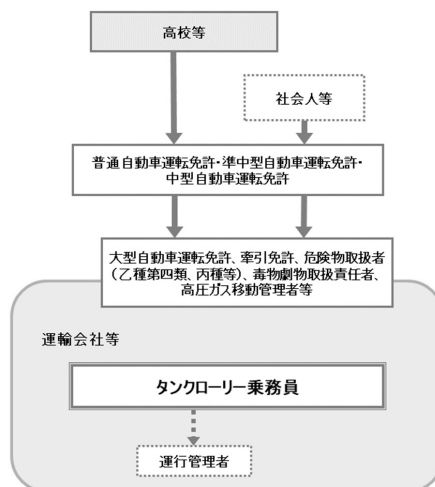 高校等
社会人等
普通自動車運転免許・準中型自動車運転免許・
中型自動車運転免許
大型自動車運転免許、牽引免許、危険物取扱者
（乙種第四類、丙種等）、毒物劇物取扱責任者、
高圧ガス移動管理者等
運輸会社等
タンクローリー乗務員
運行管理者